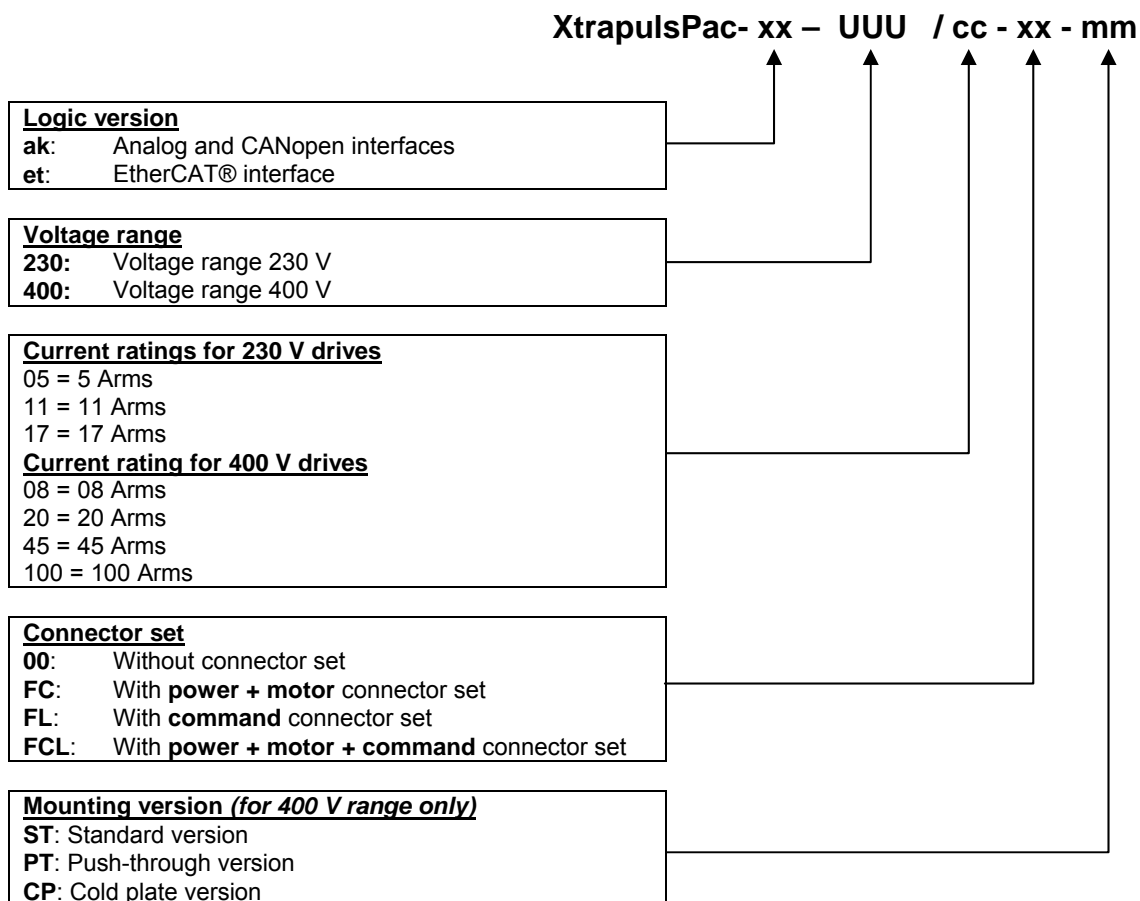 XtrapulsPac- xx – UUU / cc - xx - mm
Logic version
ak: Analog and CANopen interfaces
et: EtherCAT® interface
Voltage range
230: Voltage range 230 V
400: Voltage range 400 V
Current ratings for 230 V drives
05 = 5 Arms
11 = 11 Arms
17 = 17 Arms
Current rating for 400 V drives
08 = 08 Arms
20 = 20 Arms
45 = 45 Arms
100 = 100 Arms
Connector set
00: Without connector set
FC: With power + motor connector set
FL: With command connector set
FCL: With power + motor + command connector set
Mounting version (for 400 V range only)
ST: Standard version
PT: Push-through version
CP: Cold plate version